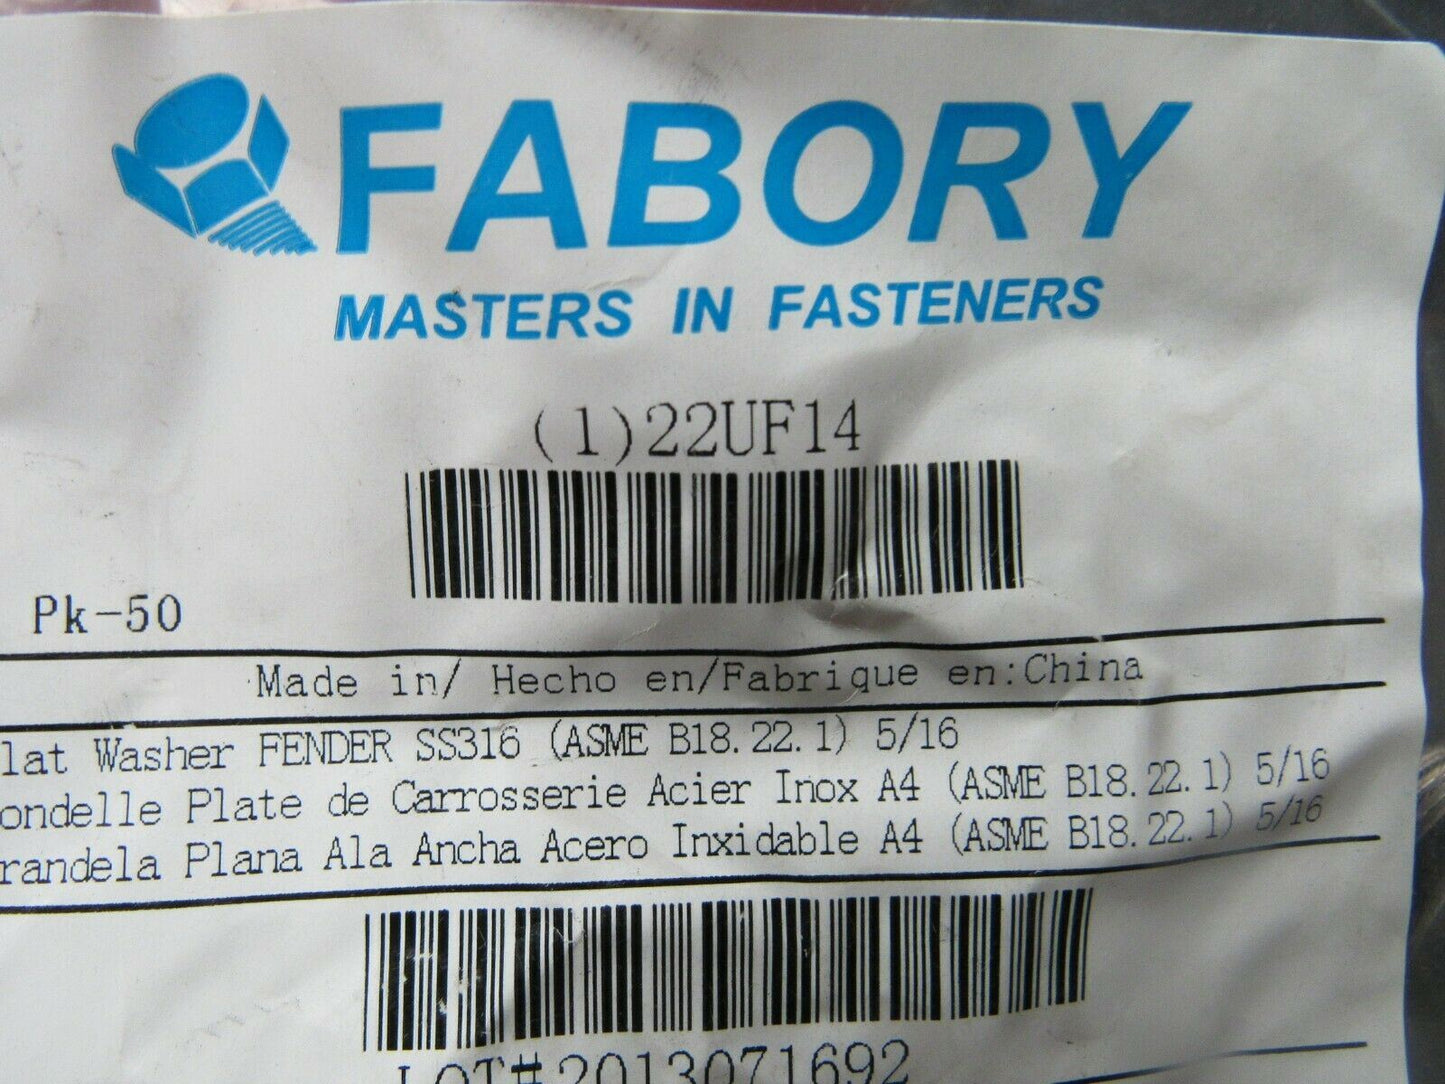 FABORY
MASTERS IN FASTENERS
(1)22UF14
Pk-50
Made in/ Hecho en/Fabrique en:China
lat Washer FENDER SS316 (ASME B18.22.1) 5/16
ondelle Plate de Carrosserie Acier Inox A4 (ASME B18.22.1) 5/16
randela Plana Ala Ancha Acero Inxidable A4 (ASME B18.22.1) 5/16
LOT#2013071692